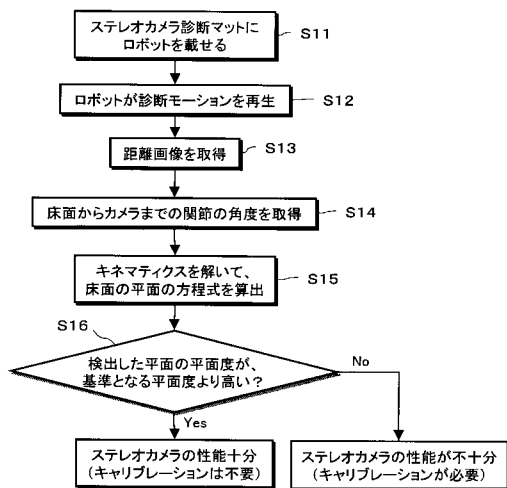 ステレオカメラ診断マットに
ロボットを載せる
S11
ロボットが診断モーションを再生
S12
距離画像を取得
S13
床面からカメラまでの関節の角度を取得
S14
キネマティクスを解いて、
床面の平面の方程式を算出
S15
S16
検出した平面の平面度が、
基準となる平面度より高い?
No
Yes
ステレオカメラの性能十分
(キャリブレーションは不要)
ステレオカメラの性能が不十分
(キャリブレーションが必要)